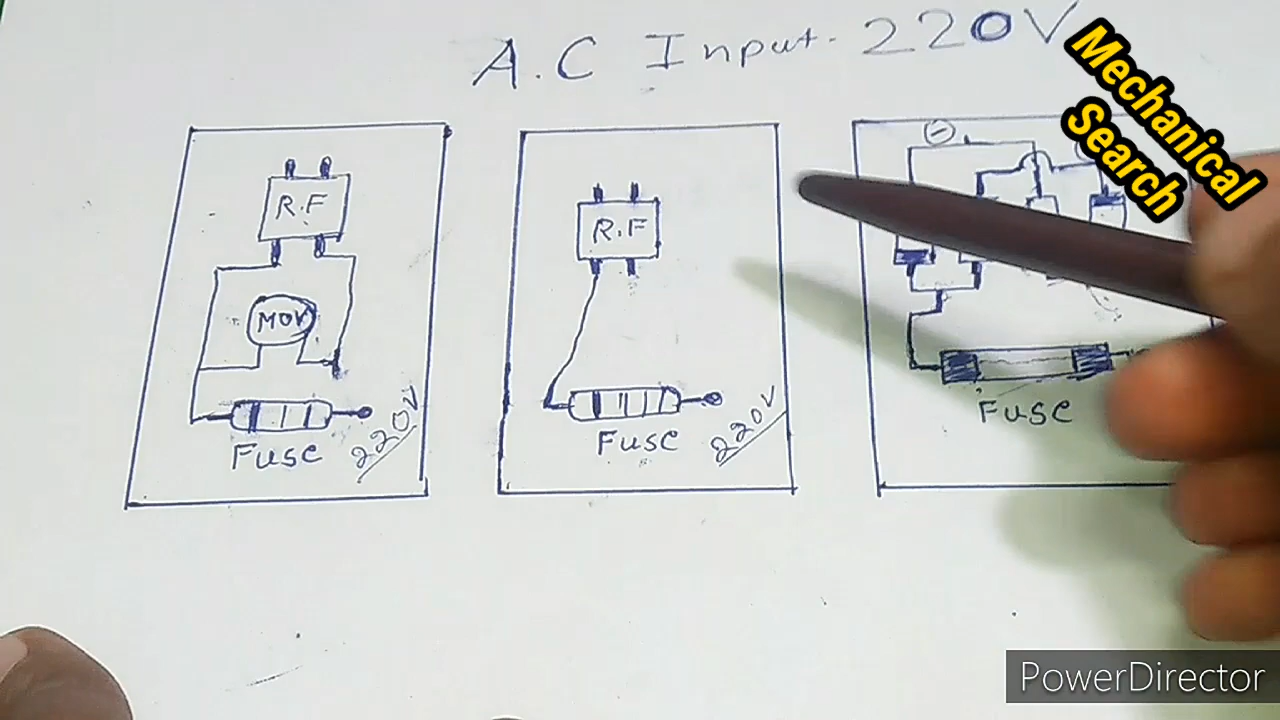 A.C Input. 220V
Mechanical
Search
R.F
MOV
Fuse
220V
R.F
Fuse
220V
Fuse
PowerDirector